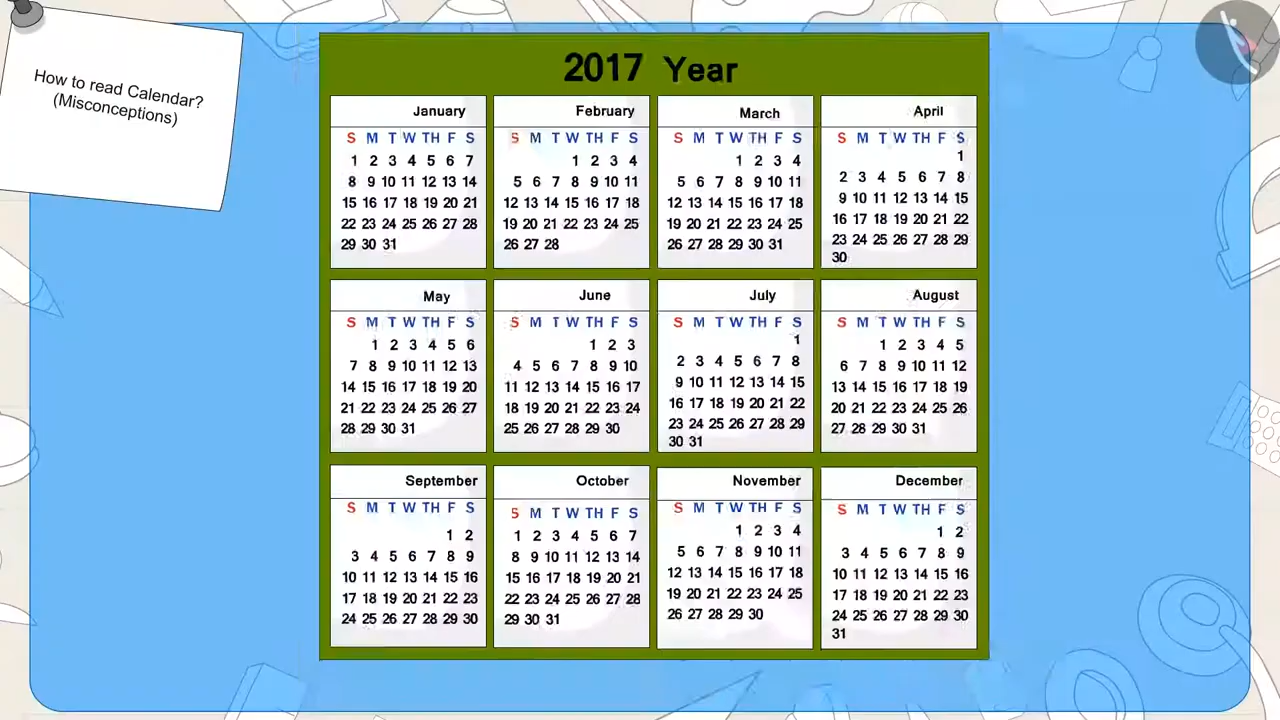 How to read Calendar?
(Misconceptions)
2017 Year
January
S M T W TH F S
1 2 3 4 5 6 7
8 9 10 11 12 13 14
15 16 17 18 19 20 21
22 23 24 25 26 27 28
29 30 31
February
S M T W TH F S
1 2 3 4
5 6 7 8 9 10 11
12 13 14 15 16 17 18
19 20 21 22 23 24 25
26 27 28
March
S M T W TH F S
1 2 3 4
5 6 7 8 9 10 11
12 13 14 15 16 17 18
19 20 21 22 23 24 25
26 27 28 29 30 31
April
S M T W TH F S
1
2 3 4 5 6 7 8
9 10 11 12 13 14 15
16 17 18 19 20 21 22
23 24 25 26 27 28 29
30
May
S M T W TH F S
1 2 3 4 5 6
7 8 9 10 11 12 13
14 15 16 17 18 19 20
21 22 23 24 25 26 27
28 29 30 31
June
S M T W TH F S
1 2 3
4 5 6 7 8 9 10
11 12 13 14 15 16 17
18 19 20 21 22 23 24
25 26 27 28 29 30
July
S M T W TH F S
1
2 3 4 5 6 7 8
9 10 11 12 13 14 15
16 17 18 19 20 21 22
23 24 25 26 27 28 29
30 31
August
S M T W TH F S
1 2 3 4 5
6 7 8 9 10 11 12
13 14 15 16 17 18 19
20 21 22 23 24 25 26
27 28 29 30 31
September
S M T W TH F S
1 2
3 4 5 6 7 8 9
10 11 12 13 14 15 16
17 18 19 20 21 22 23
24 25 26 27 28 29 30
October
S M T W TH F S
1 2 3 4 5 6 7
8 9 10 11 12 13 14
15 16 17 18 19 20 21
22 23 24 25 26 27 28
29 30 31
November
S M T W TH F S
1 2 3 4
5 6 7 8 9 10 11
12 13 14 15 16 17 18
19 20 21 22 23 24 25
26 27 28 29 30
December
S M T W TH F S
1 2
3 4 5 6 7 8 9
10 11 12 13 14 15 16
17 18 19 20 21 22 23
24 25 26 27 28 29 30
31